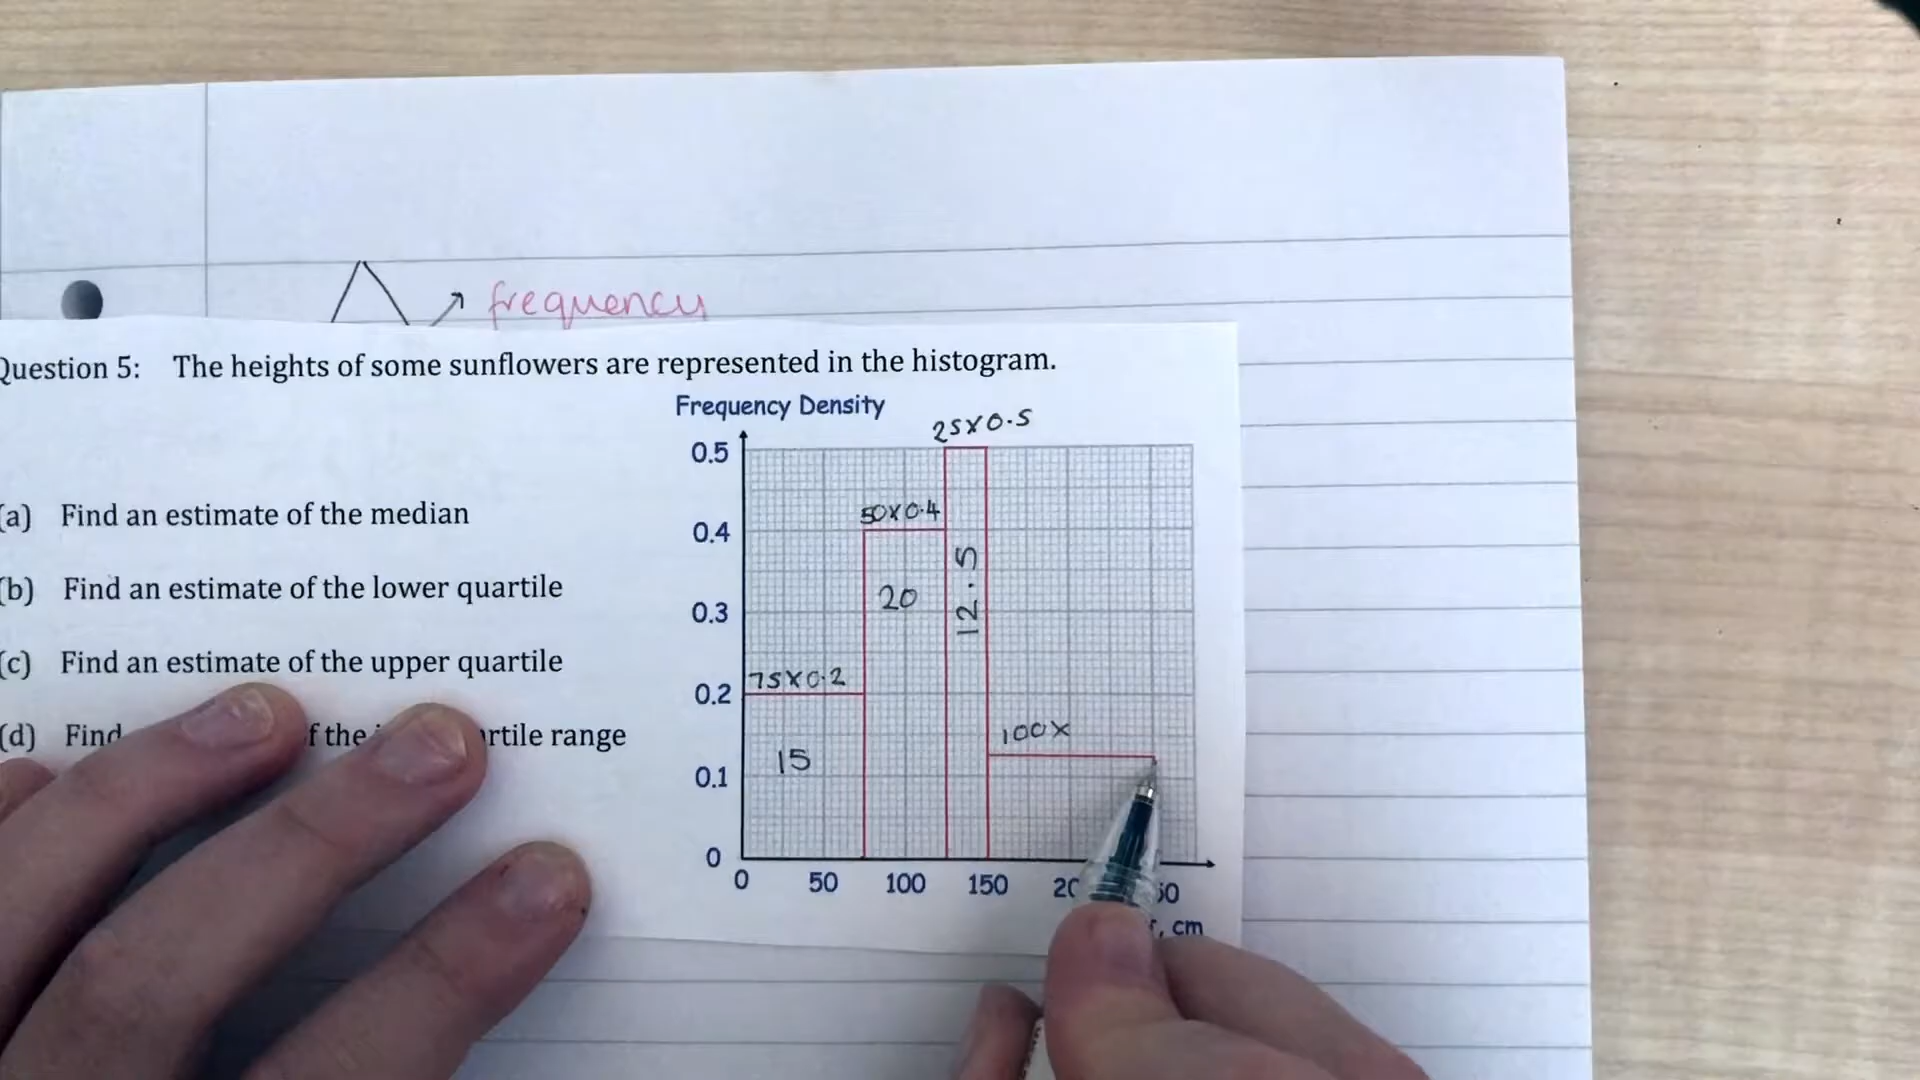 frequency
Question 5: The heights of some sunflowers are represented in the histogram.
Frequency Density
25×0.5
0.5
50×0.4
(a) Find an estimate of the median
0.4
12.5
(b) Find an estimate of the lower quartile
20
0.3
(c) Find an estimate of the upper quartile
75×0.2
0.2
(d) Find of the rtile range
100×
15
0.1
0
0 50 100 150
cm